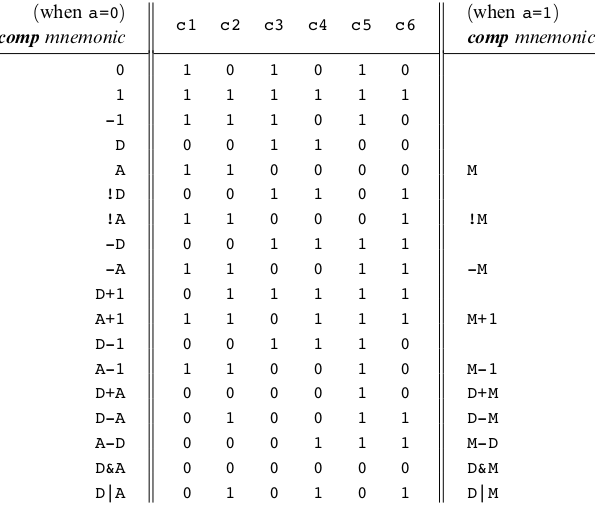 (when a=0) (when a=1)
comp mnemonic c1 c2 c3 c4 c5 c6 comp mnemonic
0 1 0 1 0 1 0
1 1 1 1 1 1 1
-1 1 1 1 0 1 0
D 0 0 1 1 0 0
A 1 1 0 0 0 0 M
!D 0 0 1 1 0 1
!A 1 1 0 0 0 1 !M
-D 0 0 1 1 1 1
-A 1 1 0 0 1 1 -M
D+1 0 1 1 1 1 1
A+1 1 1 0 1 1 1 M+1
D-1 0 0 1 1 1 0
A-1 1 1 0 0 1 0 M-1
D+A 0 0 0 0 1 0 D+M
D-A 0 1 0 0 1 1 D-M
A-D 0 0 0 1 1 1 M-D
D&A 0 0 0 0 0 0 D&M
D|A 0 1 0 1 0 1 D|M